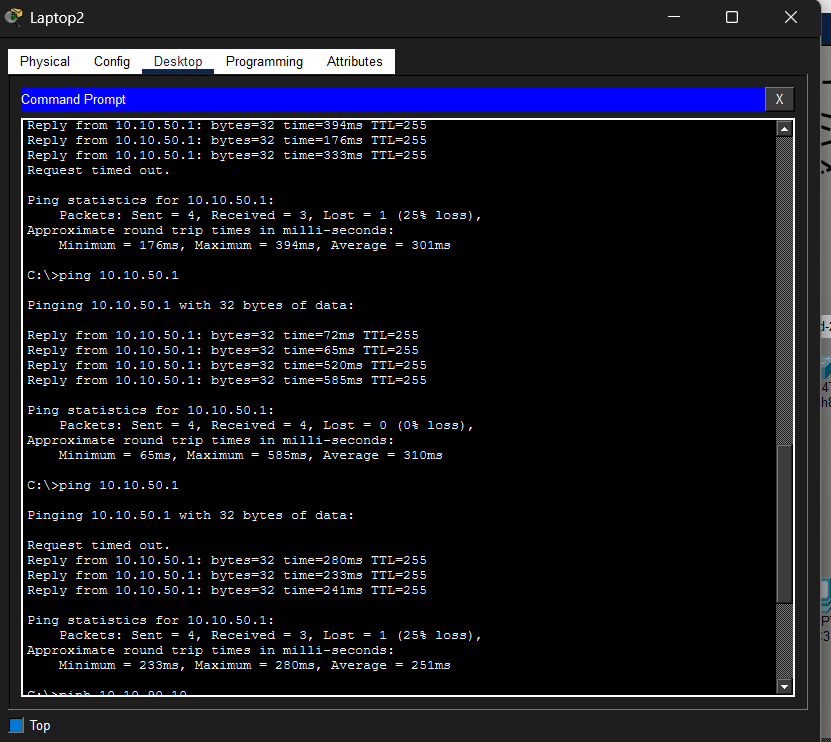 Laptop2
Physical Config Desktop Programming Attributes
Command Prompt X
Reply from 10.10.50.1: bytes=32 time=394ms TTL=255
Reply from 10.10.50.1: bytes=32 time=176ms TTL=255
Reply from 10.10.50.1: bytes=32 time=333ms TTL=255
Request timed out.
Ping statistics for 10.10.50.1:
Packets: Sent = 4, Received = 3, Lost = 1 (25% loss),
Approximate round trip times in milli-seconds:
Minimum = 176ms, Maximum = 394ms, Average = 301ms
C:\>ping 10.10.50.1
Pinging 10.10.50.1 with 32 bytes of data:
Reply from 10.10.50.1: bytes=32 time=72ms TTL=255
Reply from 10.10.50.1: bytes=32 time=65ms TTL=255
Reply from 10.10.50.1: bytes=32 time=520ms TTL=255
Reply from 10.10.50.1: bytes=32 time=585ms TTL=255
Ping statistics for 10.10.50.1:
Packets: Sent = 4, Received = 4, Lost = 0 (0% loss),
Approximate round trip times in milli-seconds:
Minimum = 65ms, Maximum = 585ms, Average = 310ms
C:\>ping 10.10.50.1
Pinging 10.10.50.1 with 32 bytes of data:
Request timed out.
Reply from 10.10.50.1: bytes=32 time=280ms TTL=255
Reply from 10.10.50.1: bytes=32 time=233ms TTL=255
Reply from 10.10.50.1: bytes=32 time=241ms TTL=255
Ping statistics for 10.10.50.1:
Packets: Sent = 4, Received = 3, Lost = 1 (25% loss),
Approximate round trip times in milli-seconds:
Minimum = 233ms, Maximum = 280ms, Average = 251ms
Top